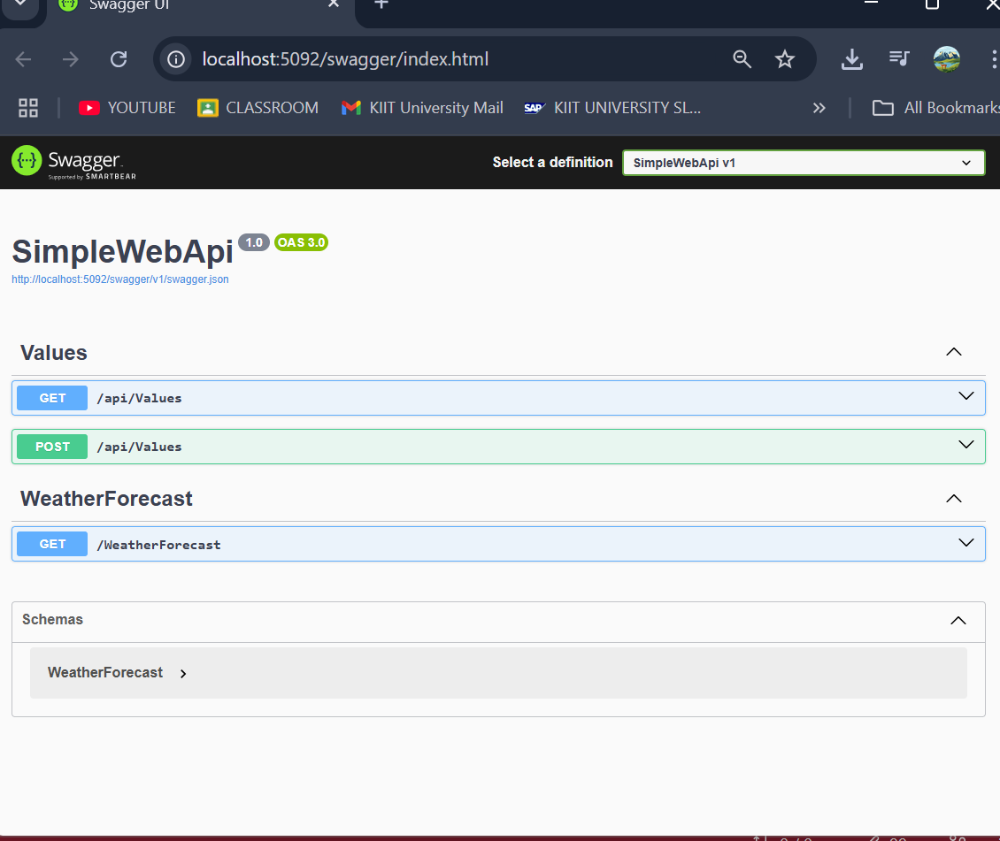 Swagger UI
localhost:5092/swagger/index.html
YOUTUBE CLASSROOM KIIT University Mail SAP KIIT UNIVERSITY SL... All Bookmarks
Swagger
Supported by SMARTBEAR
Select a definition SimpleWebApi v1
SimpleWebApi 1.0 OAS 3.0
http://localhost:5092/swagger/v1/swagger.json
Values
GET /api/Values
POST /api/Values
WeatherForecast
GET /WeatherForecast
Schemas
WeatherForecast